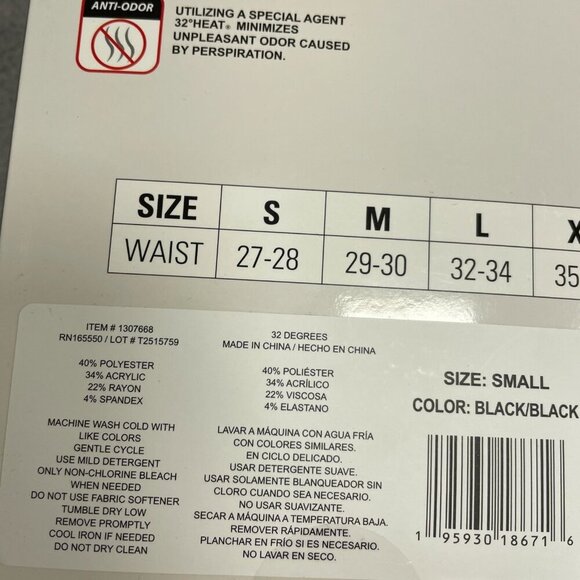 ANTI-ODOR
UTILIZING A SPECIAL AGENT
32°HEAT® MINIMIZES
UNPLEASANT ODOR CAUSED
BY PERSPIRATION.
SIZE S M L X
WAIST 27-28 29-30 32-34 35
ITEM # 1307668
RN165550 / LOT # T2515759
40% POLYESTER
34% ACRYLIC
22% RAYON
4% SPANDEX
MACHINE WASH COLD WITH
LIKE COLORS
GENTLE CYCLE
USE MILD DETERGENT
ONLY NON-CHLORINE BLEACH
WHEN NEEDED
DO NOT USE FABRIC SOFTENER
TUMBLE DRY LOW
REMOVE PROMPTLY
COOL IRON IF NEEDED
DO NOT DRY CLEAN
32 DEGREES
MADE IN CHINA / HECHO EN CHINA
40% POLIÉSTER
34% ACRÍLICO
22% VISCOSA
4% ELASTANO
LAVAR A MÁQUINA CON AGUA FRÍA
CON COLORES SIMILARES.
EN CICLO DELICADO.
USAR DETERGENTE SUAVE.
USAR SOLAMENTE BLANQUEADOR SIN
CLORO CUANDO SEA NECESARIO.
NO USAR SUAVIZANTE.
SECAR A MÁQUINA A TEMPERATURA BAJA.
REMOVER RÁPIDAMENTE.
PLANCHAR EN FRÍO SI ES NECESARIO.
NO LAVAR EN SECO.
SIZE: SMALL
COLOR: BLACK/BLACK
1 95930 18671 6